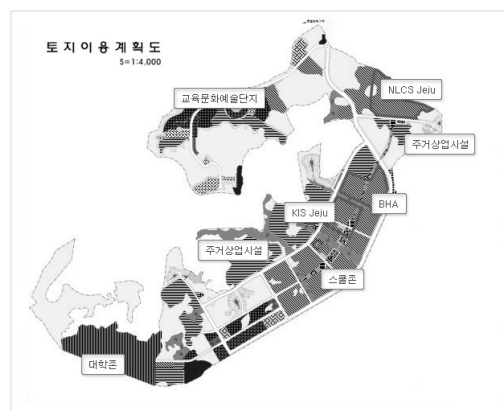 토지이용계획도
S=1:4.000
NLCS Jeju
교육문화예술단지
주거상업시설
BHA
KIS Jeju
주거상업시설
스쿨존
대학존